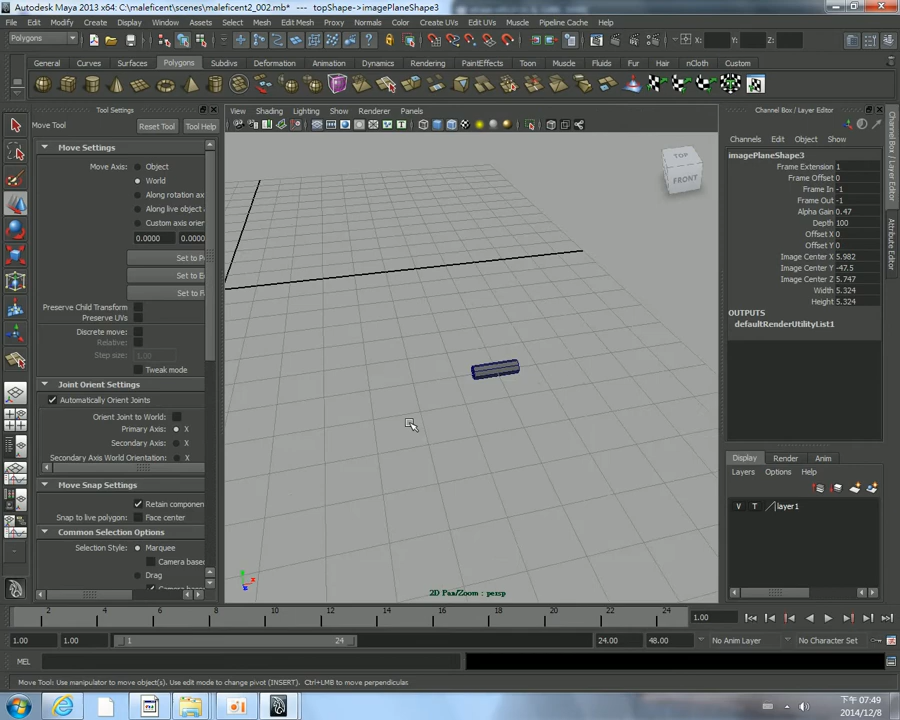 Autodesk Maya 2013 x64: c:\maleficent\scenes\maleficent2_002.mb* --- topShape->imagePlaneShape3
File Edit Modify Create Display Window Assets Select Mesh Edit Mesh Proxy Normals Color Create UVs Edit UVs Muscle Pipeline Cache Help
Polygons
X: Y: Z:
General Curves Surfaces Polygons Subdivs Deformation Animation Dynamics Rendering PaintEffects Toon Muscle Fluids Fur Hair nCloth Custom
Tool Settings
Move Tool Reset Tool Tool Help
Move Settings
Move Axis: Object
World
Along rotation ax
Along live object
Custom axis orien
0.0000 0.0000
Set to P
Set to E
Set to F
Preserve Child Transform
Preserve UVs
Discrete move:
Relative:
Step size: 1.00
Tweak mode
Joint Orient Settings
Automatically Orient Joints
Orient Joint to World:
Primary Axis: X
Secondary Axis: X
Secondary Axis World Orientation: X
Move Snap Settings
Retain componen
Snap to live polygon: Face center
Common Selection Options
Selection Style: Marquee
Camera based
Drag
View Shading Lighting Show Renderer Panels
TOP
FRONT
2D Pan/Zoom : persp
Channel Box / Layer Editor
Channels Edit Object Show
imagePlaneShape3
Frame Extension 1
Frame Offset 0
Frame In -1
Frame Out -1
Alpha Gain 0.47
Depth 100
Offset X 0
Offset Y 0
Image Center X 5.982
Image Center Y -47.5
Image Center Z 5.747
Width 5.324
Height 5.324
OUTPUTS
defaultRenderUtilityList1
Display Render Anim
Layers Options Help
V T layer1
Channel Box / Layer Editor
Attribute Editor
2 4 6 8 10 12 14 16 18 20 22 24
1.00
1.00 1.00 1 24 24.00 48.00 No Anim Layer No Character Set
MEL
Move Tool: Use manipulator to move object(s). Use edit mode to change pivot (INSERT). Ctrl+LMB to move perpendicular.
下午 07:49
2014/12/8